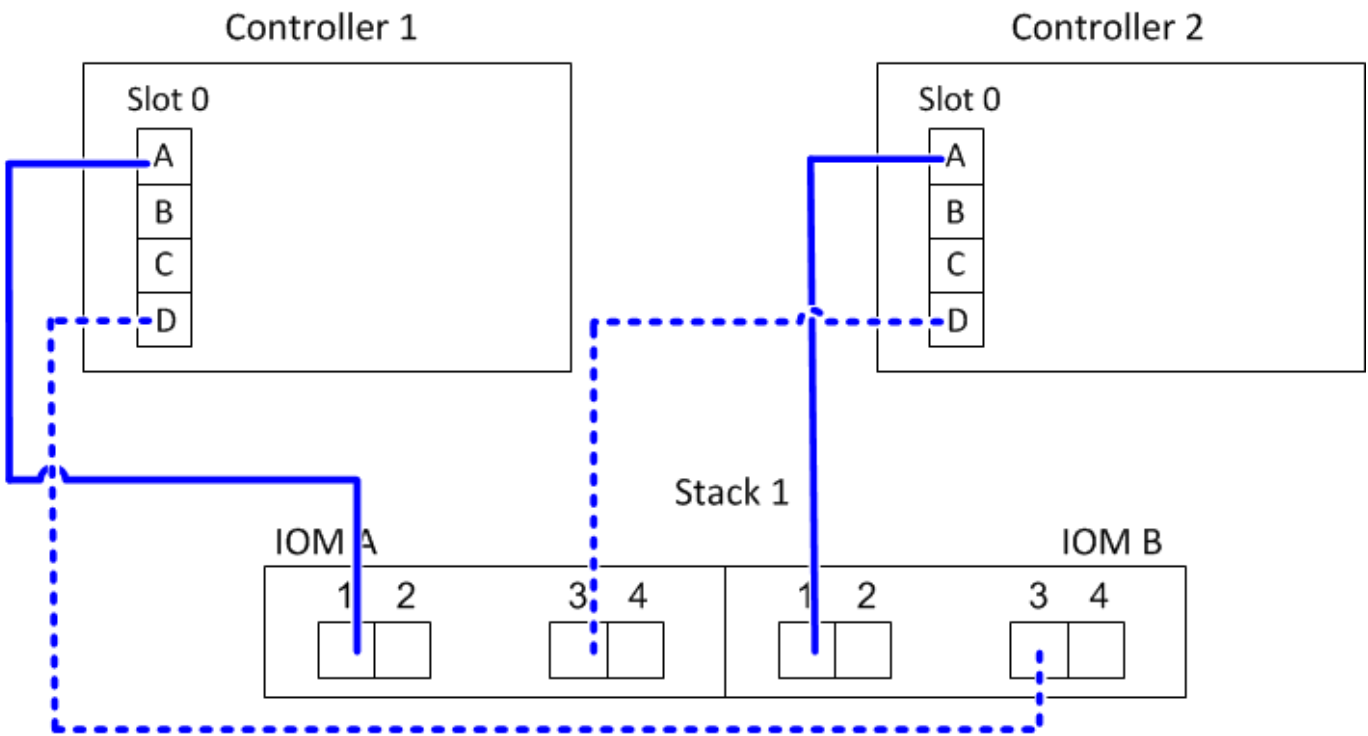 Controller 1
Controller 2
Slot 0
A
B
C
D
Slot 0
A
B
C
D
Stack 1
IOM A
IOM B
1 2 3 4 1 2 3 4